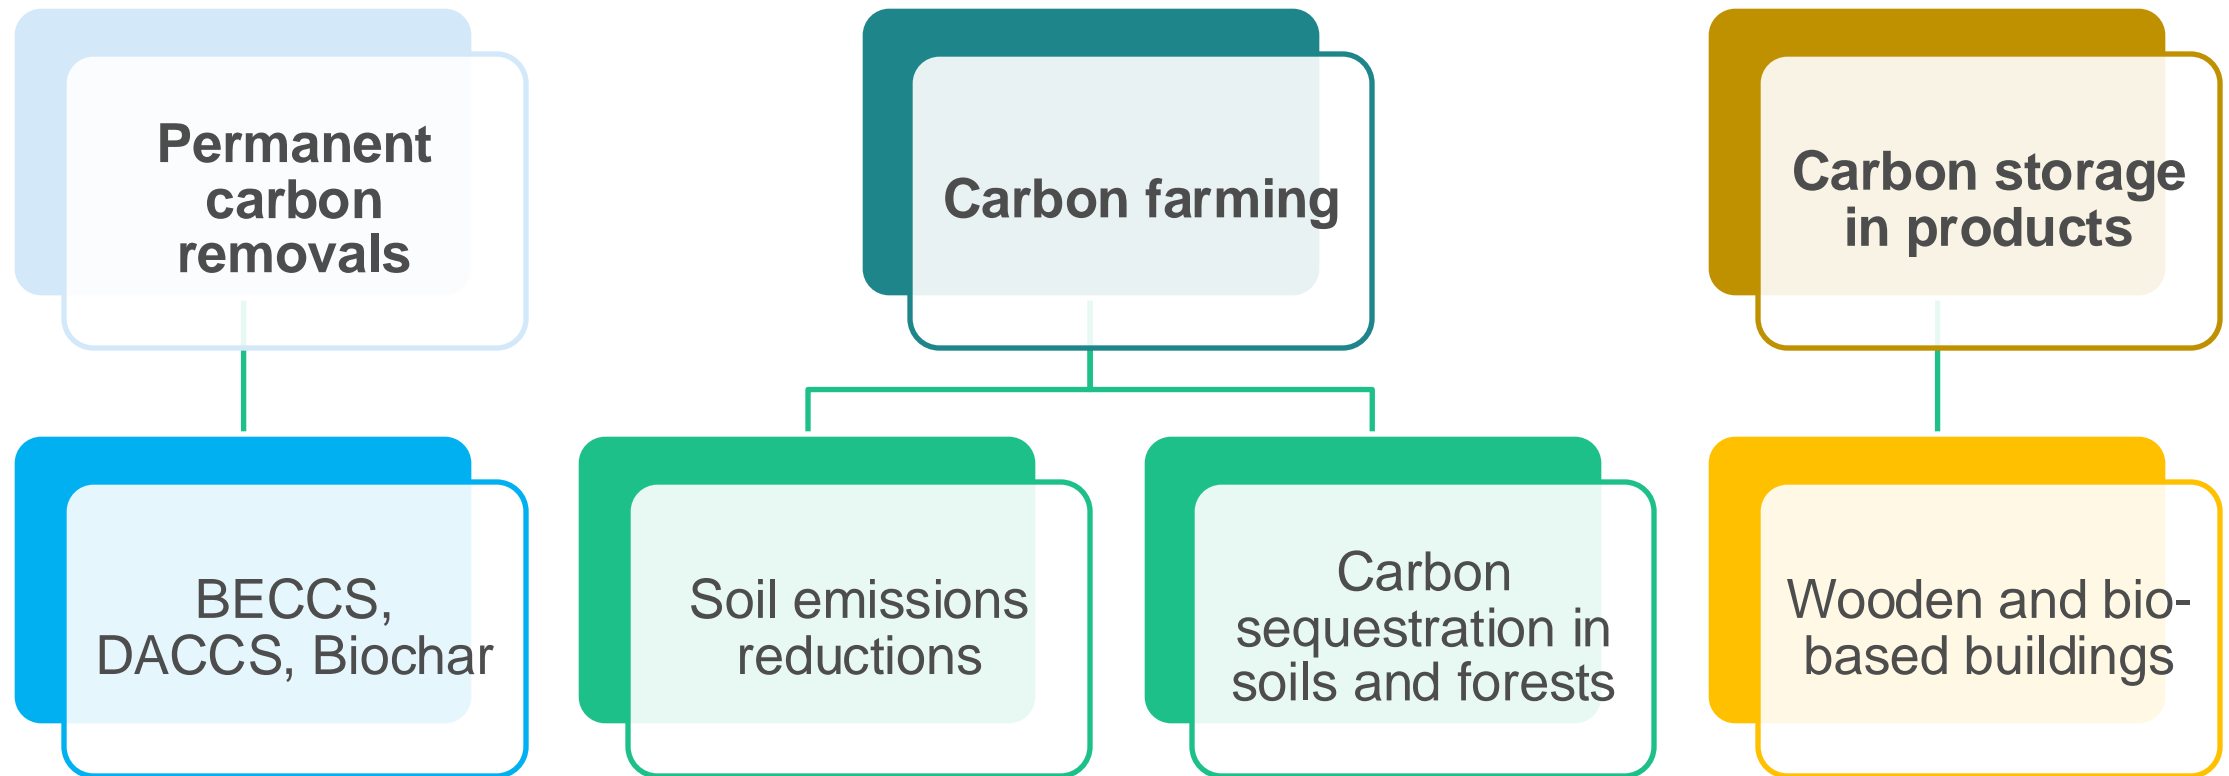 Permanent
carbon
removals
Carbon farming
Carbon storage
in products
BECCS,
DACCS, Biochar
Soil emissions
reductions
Carbon
sequestration in
soils and forests
Wooden and bio-
based buildings